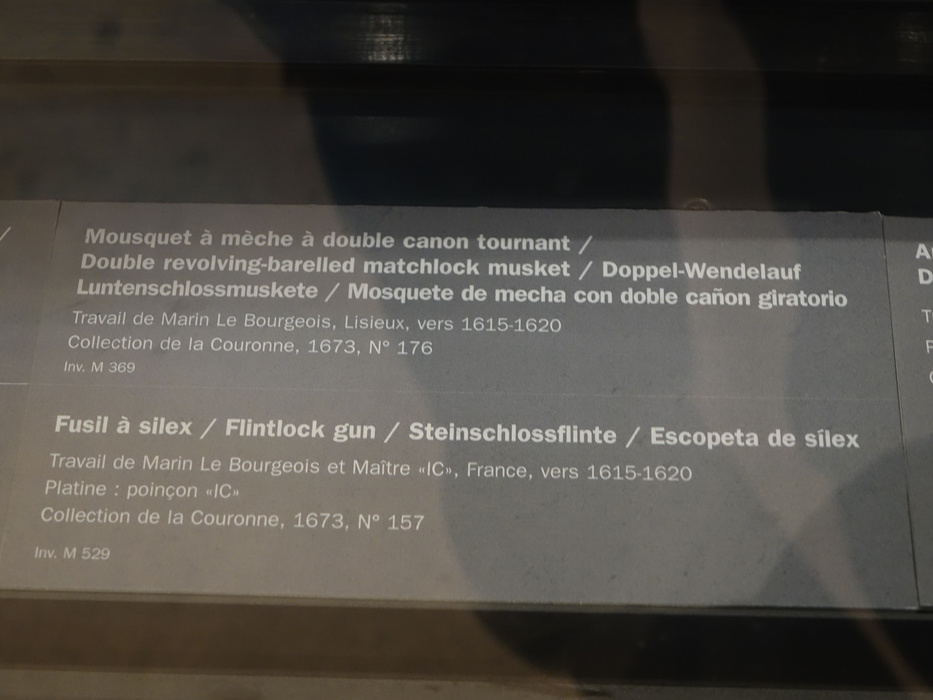 Mousquet à mèche à double canon tournant /
Double revolving-barelled matchlock musket / Doppel-Wendelauf
Luntenschlossmuskete / Mosquete de mecha con doble cañon giratorio
Travail de Marin Le Bourgeois, Lisieux, vers 1615-1620
Collection de la Couronne, 1673, N° 176
Inv. M 369
Fusil à silex / Flintlock gun / Steinschlossflinte / Escopeta de sílex
Travail de Marin Le Bourgeois et Maître «IC», France, vers 1615-1620
Platine : poinçon «IC»
Collection de la Couronne, 1673, N° 157
Inv. M 529